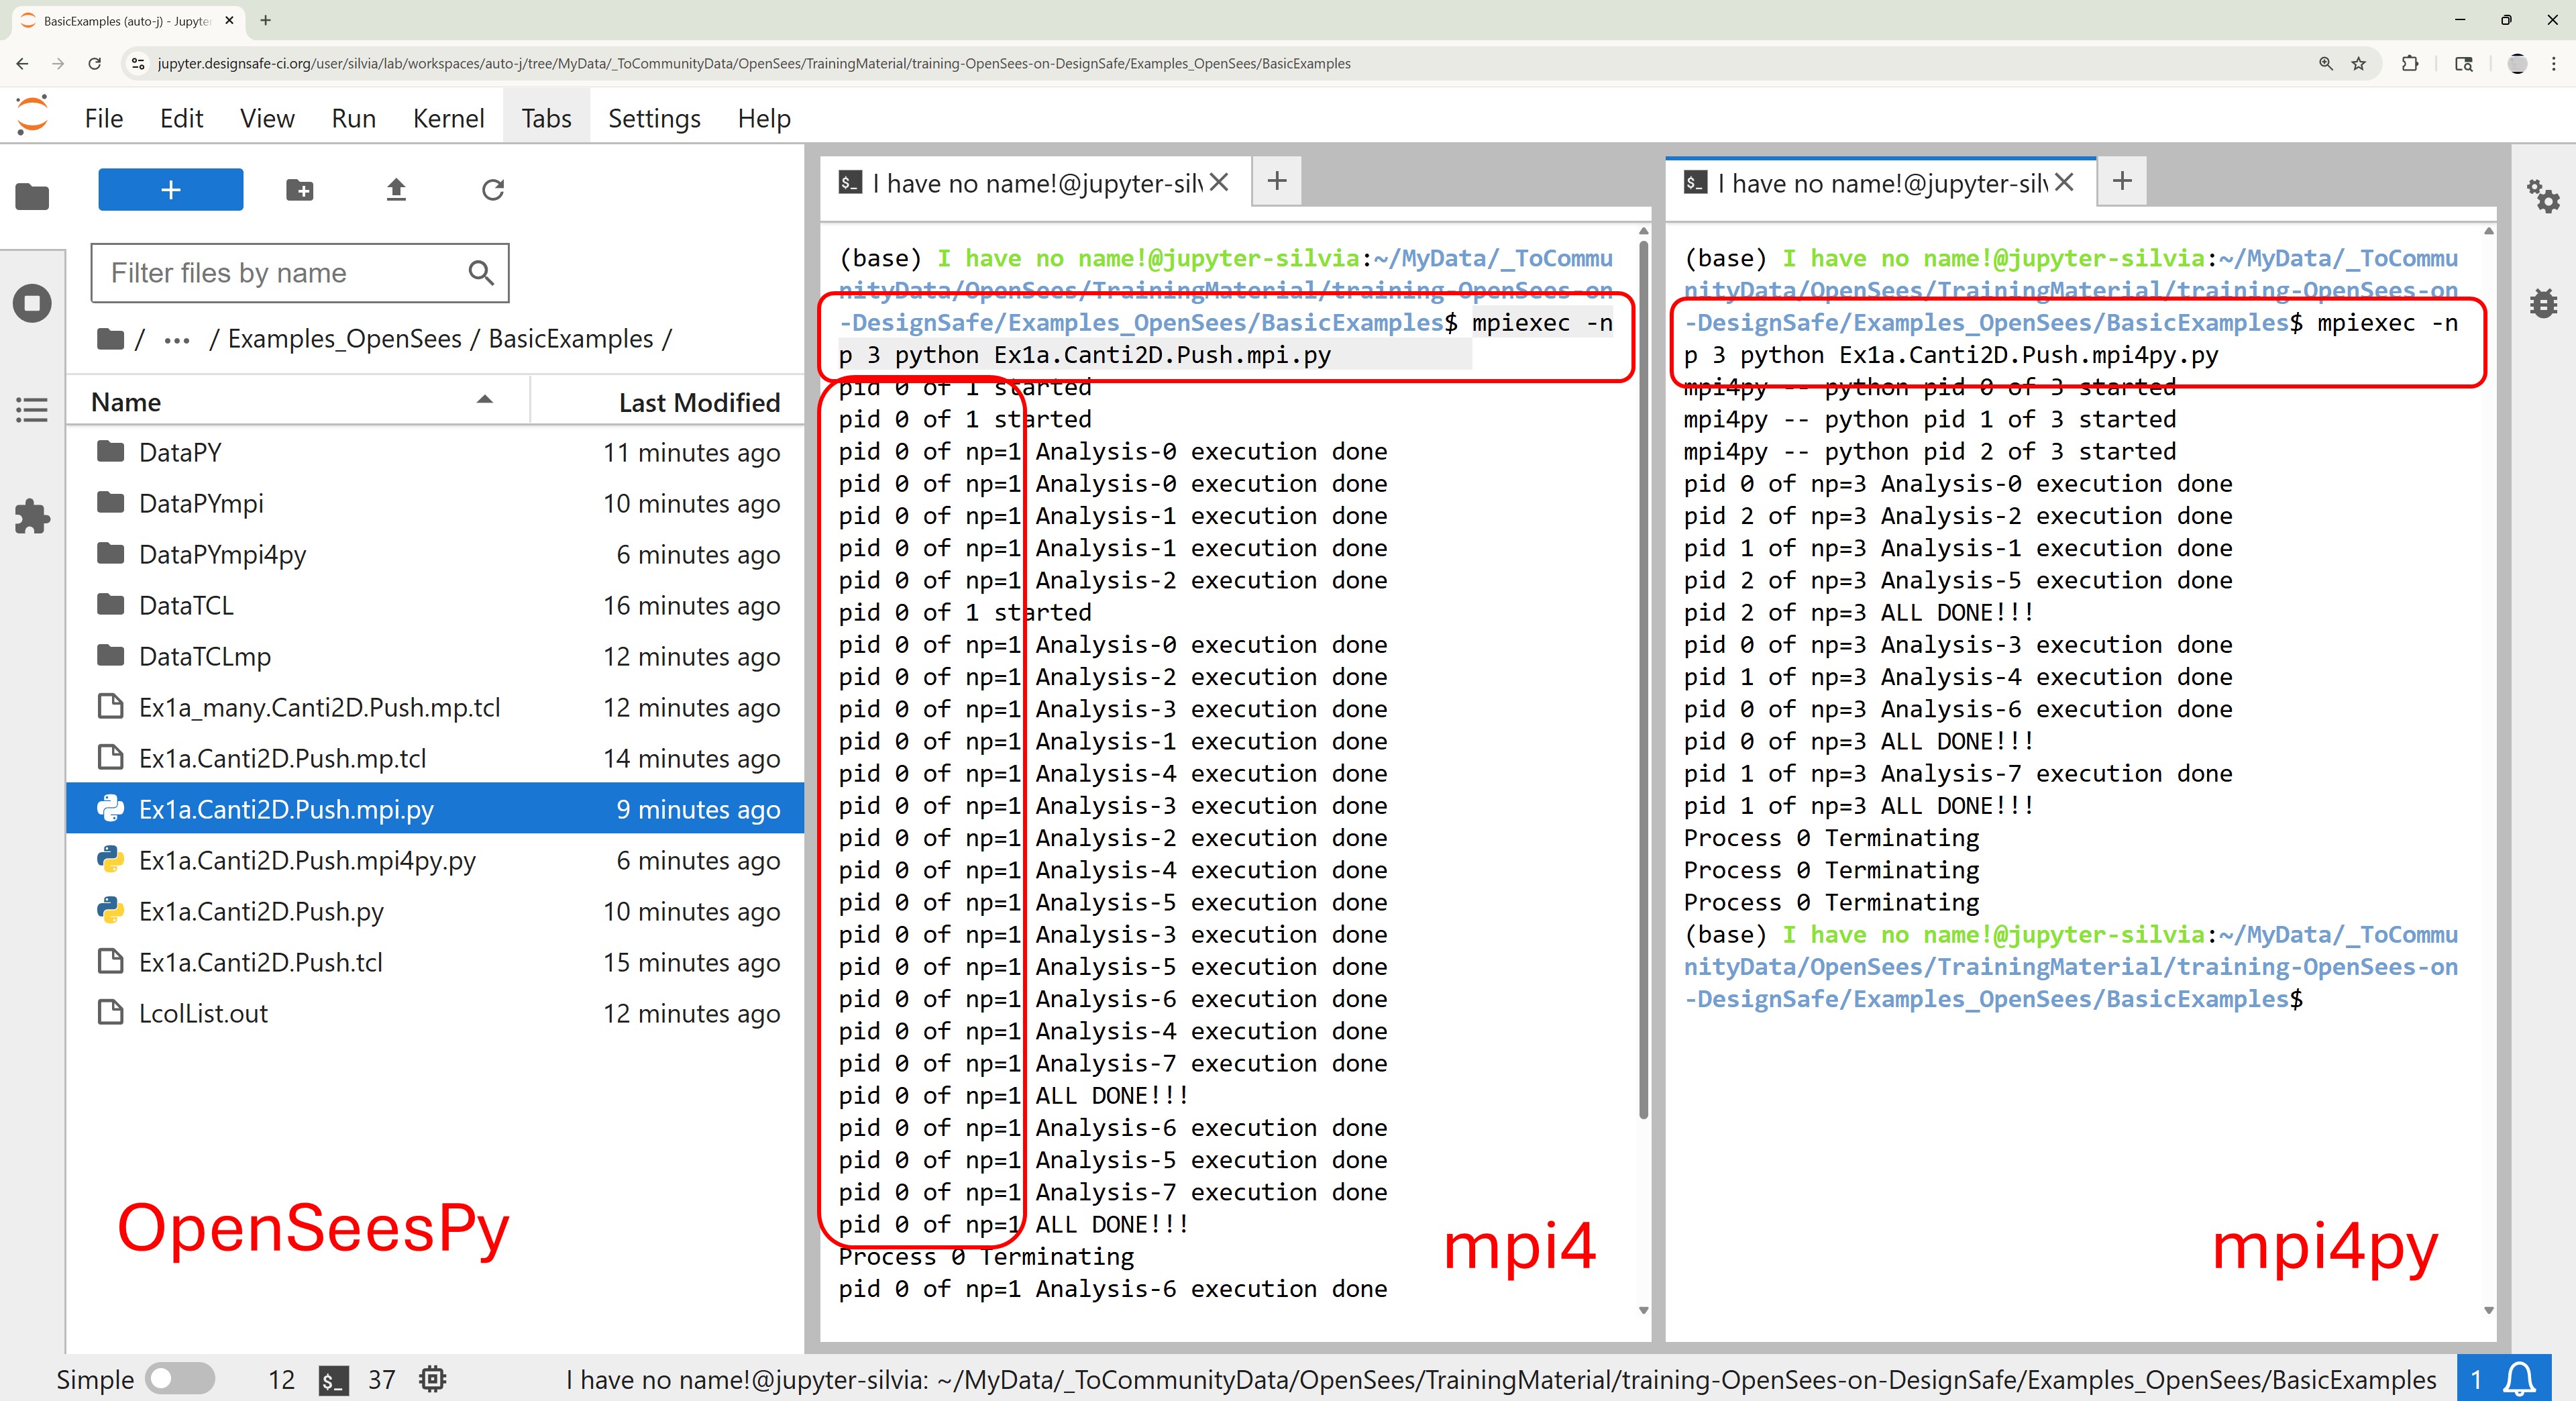 BasicExamples (auto-j) - Jupyte
jupyter.designsafe-ci.org/user/silvia/lab/workspaces/auto-j/tree/MyData/_ToCommunityData/OpenSees/TrainingMaterial/training-OpenSees-on-DesignSafe/Examples_OpenSees/BasicExamples
File Edit View Run Kernel Tabs Settings Help
Filter files by name
/ ... / Examples_OpenSees / BasicExamples /
Name Last Modified
DataPY 11 minutes ago
DataPYmpi 10 minutes ago
DataPYmpi4py 6 minutes ago
DataTCL 16 minutes ago
DataTCLmp 12 minutes ago
Ex1a_many.Canti2D.Push.mp.tcl 12 minutes ago
Ex1a.Canti2D.Push.mp.tcl 14 minutes ago
Ex1a.Canti2D.Push.mpi.py 9 minutes ago
Ex1a.Canti2D.Push.mpi4py.py 6 minutes ago
Ex1a.Canti2D.Push.py 10 minutes ago
Ex1a.Canti2D.Push.tcl 15 minutes ago
LcolList.out 12 minutes ago
OpenSeesPy
I have no name!@jupyter-silv
(base) I have no name!@jupyter-silvia:~/MyData/_ToCommu
nityData/OpenSees/TrainingMaterial/training-OpenSees-on
-DesignSafe/Examples_OpenSees/BasicExamples$ mpiexec -n
p 3 python Ex1a.Canti2D.Push.mpi.py
pid 0 of 1 started
pid 0 of 1 started
pid 0 of np=1 Analysis-0 execution done
pid 0 of np=1 Analysis-0 execution done
pid 0 of np=1 Analysis-1 execution done
pid 0 of np=1 Analysis-1 execution done
pid 0 of np=1 Analysis-2 execution done
pid 0 of 1 started
pid 0 of np=1 Analysis-0 execution done
pid 0 of np=1 Analysis-2 execution done
pid 0 of np=1 Analysis-3 execution done
pid 0 of np=1 Analysis-1 execution done
pid 0 of np=1 Analysis-4 execution done
pid 0 of np=1 Analysis-3 execution done
pid 0 of np=1 Analysis-2 execution done
pid 0 of np=1 Analysis-4 execution done
pid 0 of np=1 Analysis-5 execution done
pid 0 of np=1 Analysis-3 execution done
pid 0 of np=1 Analysis-5 execution done
pid 0 of np=1 Analysis-6 execution done
pid 0 of np=1 Analysis-4 execution done
pid 0 of np=1 Analysis-7 execution done
pid 0 of np=1 ALL DONE!!!
pid 0 of np=1 Analysis-6 execution done
pid 0 of np=1 Analysis-5 execution done
pid 0 of np=1 Analysis-7 execution done
pid 0 of np=1 ALL DONE!!!
Process 0 Terminating
pid 0 of np=1 Analysis-6 execution done
mpi4
I have no name!@jupyter-silv
(base) I have no name!@jupyter-silvia:~/MyData/_ToCommu
nityData/OpenSees/TrainingMaterial/training-OpenSees-on
-DesignSafe/Examples_OpenSees/BasicExamples$ mpiexec -n
p 3 python Ex1a.Canti2D.Push.mpi4py.py
mpi4py -- python pid 0 of 3 started
mpi4py -- python pid 1 of 3 started
mpi4py -- python pid 2 of 3 started
pid 0 of np=3 Analysis-0 execution done
pid 2 of np=3 Analysis-2 execution done
pid 1 of np=3 Analysis-1 execution done
pid 2 of np=3 Analysis-5 execution done
pid 2 of np=3 ALL DONE!!!
pid 0 of np=3 Analysis-3 execution done
pid 1 of np=3 Analysis-4 execution done
pid 0 of np=3 Analysis-6 execution done
pid 0 of np=3 ALL DONE!!!
pid 1 of np=3 Analysis-7 execution done
pid 1 of np=3 ALL DONE!!!
Process 0 Terminating
Process 0 Terminating
Process 0 Terminating
(base) I have no name!@jupyter-silvia:~/MyData/_ToCommu
nityData/OpenSees/TrainingMaterial/training-OpenSees-on
-DesignSafe/Examples_OpenSees/BasicExamples$
mpi4py
Simple 12 37 I have no name!@jupyter-silvia: ~/MyData/_ToCommunityData/OpenSees/TrainingMaterial/training-OpenSees-on-DesignSafe/Examples_OpenSees/BasicExamples 1